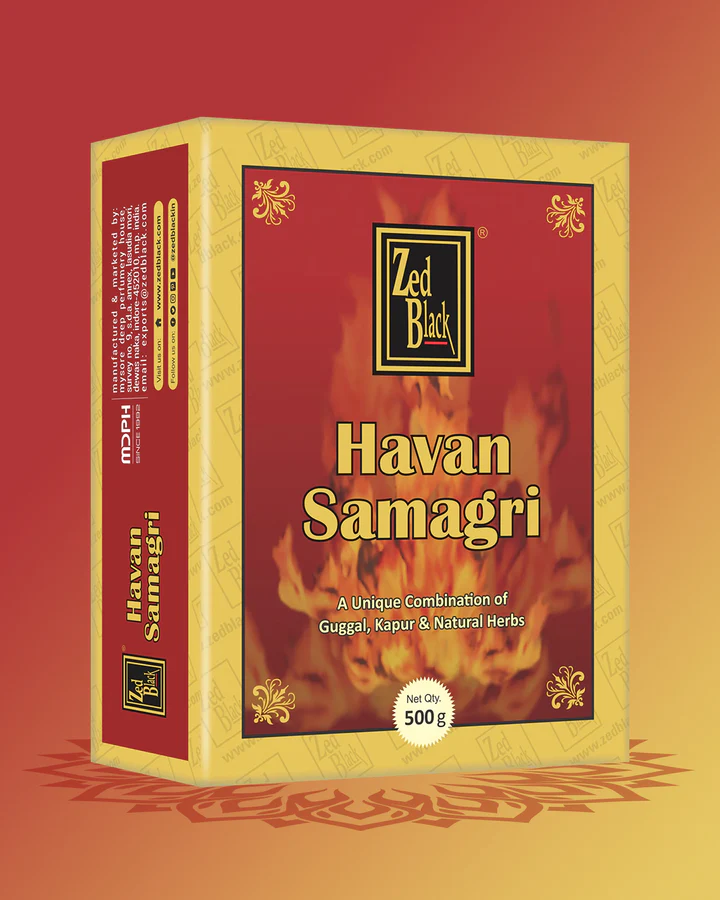 Zed
Black
®
Havan
Samagri
A Unique Combination of
Guggal, Kapur & Natural Herbs
Net Qty.
500 g
manufactured & marketed by:
mysore deep perfumery house,
survey no. 9, s.d.a. annex, lasudia mori,
dewas naka, indore-452010, m.p. india.
email: exports@zedblack.com
Visit us on: www.zedblack.com
Follow us on: @zedblackin
MDPH
SINCE 1992
Havan
Samagri
Zed
Black